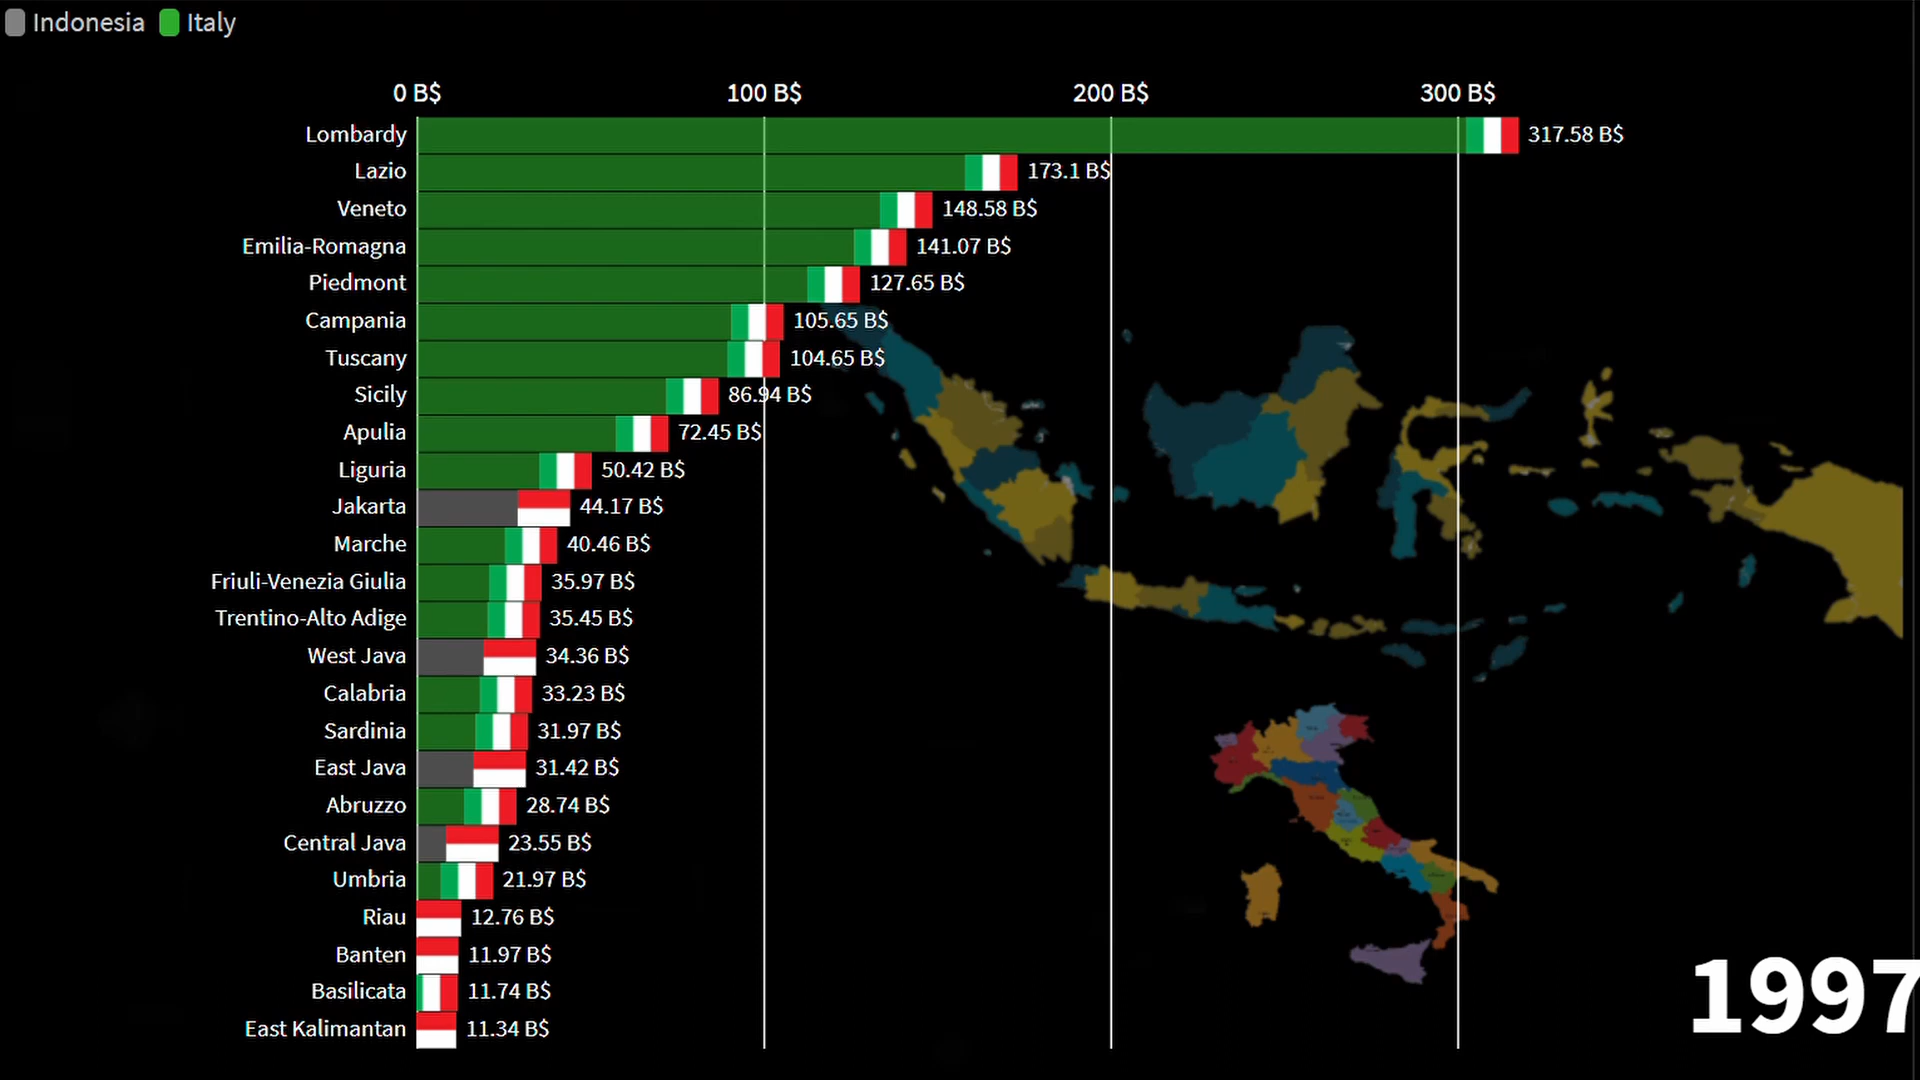 Indonesia Italy
0 B$ 100 B$ 200 B$ 300 B$
Lombardy 317.58 B$
Lazio 173.1 B$
Veneto 148.58 B$
Emilia-Romagna 141.07 B$
Piedmont 127.65 B$
Campania 105.65 B$
Tuscany 104.65 B$
Sicily 86.94 B$
Apulia 72.45 B$
Liguria 50.42 B$
Jakarta 44.17 B$
Marche 40.46 B$
Friuli-Venezia Giulia 35.97 B$
Trentino-Alto Adige 35.45 B$
West Java 34.36 B$
Calabria 33.23 B$
Sardinia 31.97 B$
East Java 31.42 B$
Abruzzo 28.74 B$
Central Java 23.55 B$
Umbria 21.97 B$
Riau 12.76 B$
Banten 11.97 B$
Basilicata 11.74 B$
East Kalimantan 11.34 B$
1997